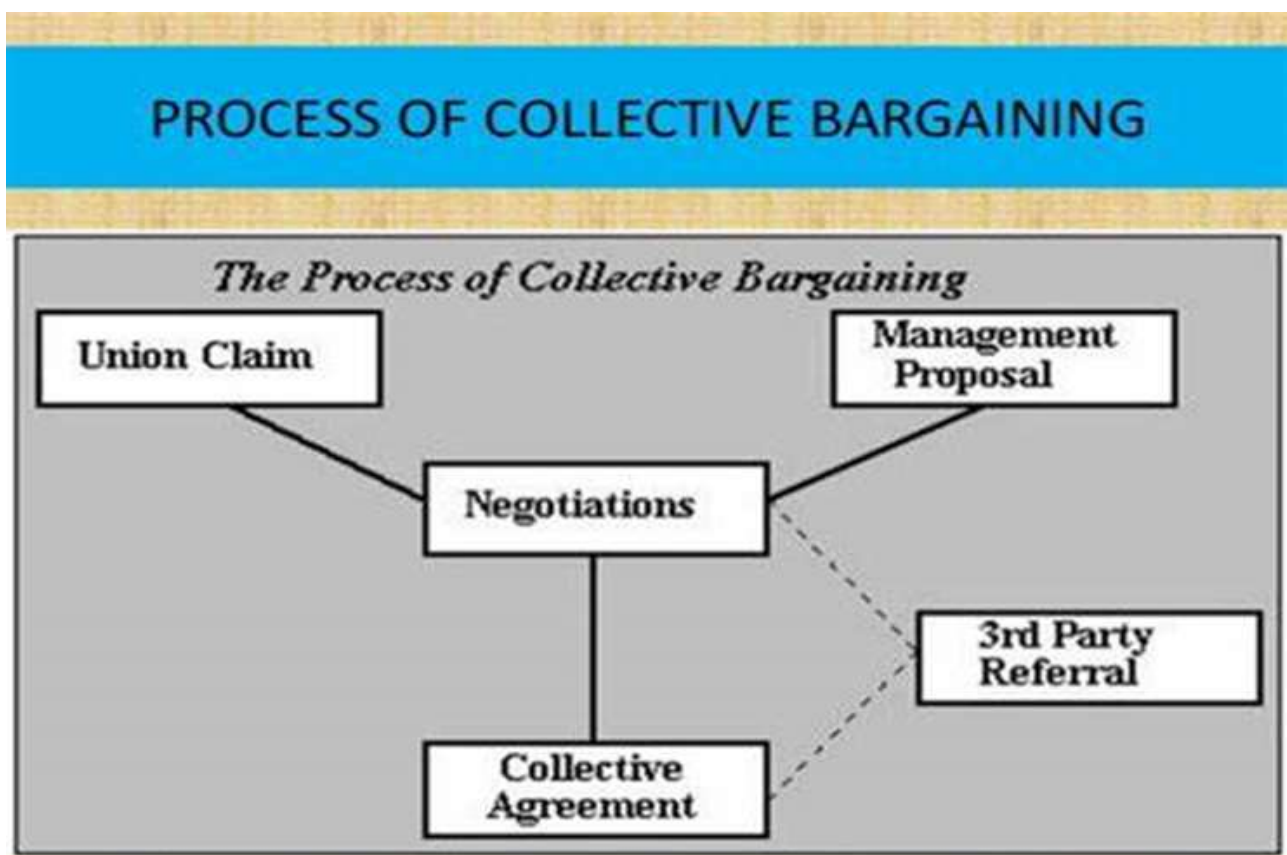 PROCESS OF COLLECTIVE BARGAINING
The Process of Collective Bargaining
Union Claim
Management
Proposal
Negotiations
3rd Party
Referral
Collective
Agreement